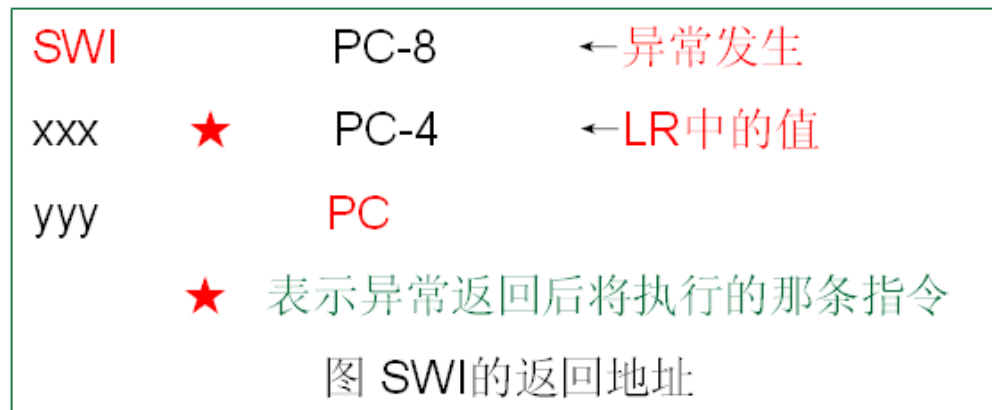 SWI PC-8 ←异常发生
xxx ★ PC-4 ←LR中的值
yyy PC
★ 表示异常返回后将执行的那条指令
图 SWI的返回地址